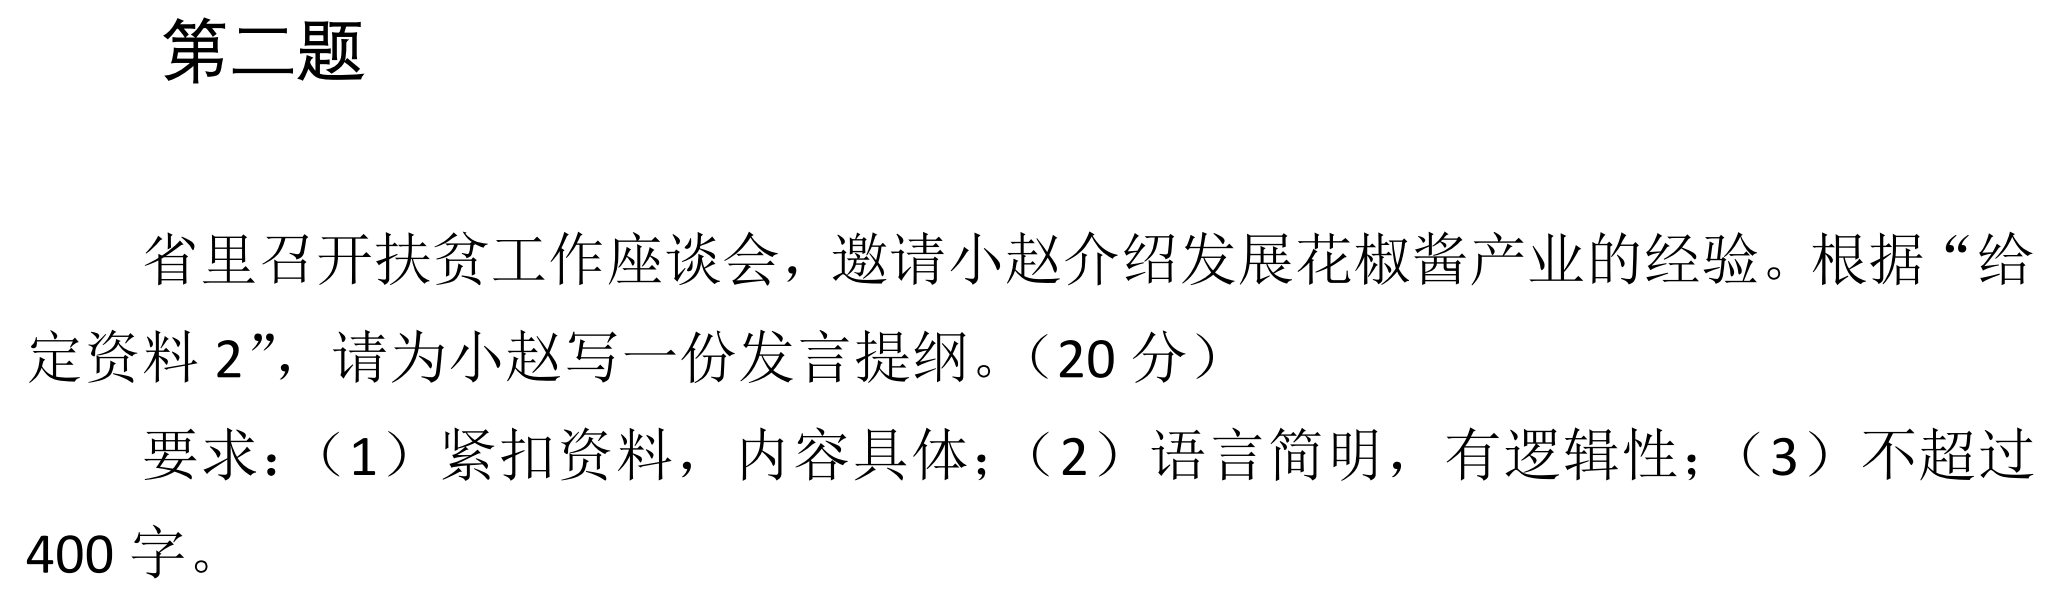 第二题
省里召开扶贫工作座谈会，邀请小赵介绍发展花椒酱产业的经验。根据“给
定资料 2”，请为小赵写一份发言提纲。（20 分）
要求：（1）紧扣资料，内容具体；（2）语言简明，有逻辑性；（3）不超过
400 字。